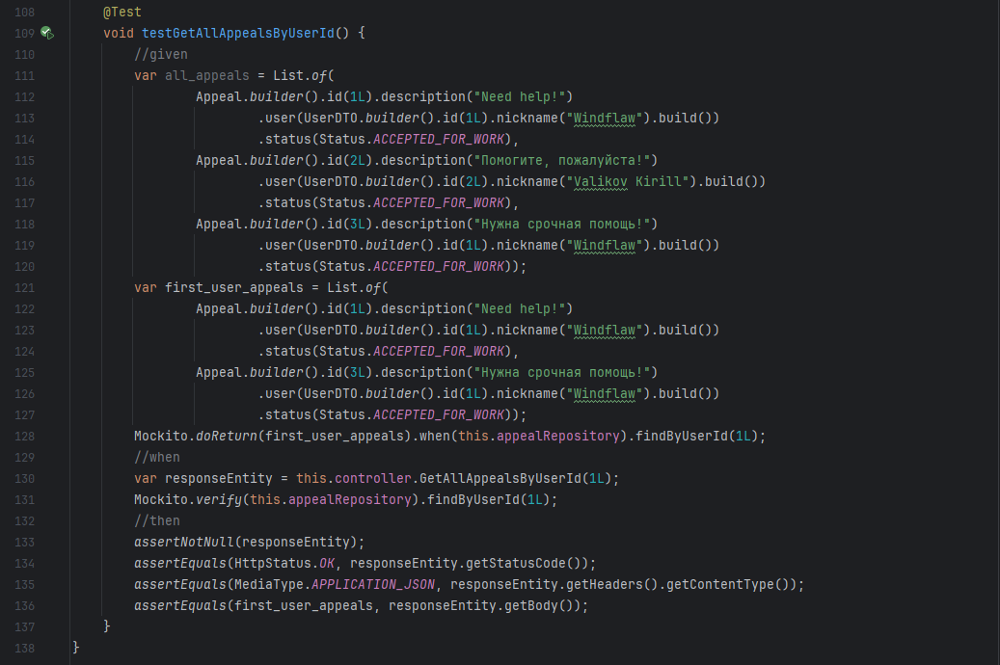 108 @Test
109 void testGetAllAppealsByUserId() {
110 //given
111 var all_appeals = List.of(
112 Appeal.builder().id(1L).description("Need help!")
113 .user(UserDTO.builder().id(1L).nickname("Windflaw").build())
114 .status(Status.ACCEPTED_FOR_WORK),
115 Appeal.builder().id(2L).description("Помогите, пожалуйста!")
116 .user(UserDTO.builder().id(2L).nickname("Valikov Kirill").build())
117 .status(Status.ACCEPTED_FOR_WORK),
118 Appeal.builder().id(3L).description("Нужна срочная помощь!")
119 .user(UserDTO.builder().id(1L).nickname("Windflaw").build())
120 .status(Status.ACCEPTED_FOR_WORK));
121 var first_user_appeals = List.of(
122 Appeal.builder().id(1L).description("Need help!")
123 .user(UserDTO.builder().id(1L).nickname("Windflaw").build())
124 .status(Status.ACCEPTED_FOR_WORK),
125 Appeal.builder().id(3L).description("Нужна срочная помощь!")
126 .user(UserDTO.builder().id(1L).nickname("Windflaw").build())
127 .status(Status.ACCEPTED_FOR_WORK));
128 Mockito.doReturn(first_user_appeals).when(this.appealRepository).findByUserId(1L);
129 //when
130 var responseEntity = this.controller.GetAllAppealsByUserId(1L);
131 Mockito.verify(this.appealRepository).findByUserId(1L);
132 //then
133 assertNotNull(responseEntity);
134 assertEquals(HttpStatus.OK, responseEntity.getStatusCode());
135 assertEquals(MediaType.APPLICATION_JSON, responseEntity.getHeaders().getContentType());
136 assertEquals(first_user_appeals, responseEntity.getBody());
137 }
138 }